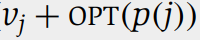 (v_j + OPT(p(j))